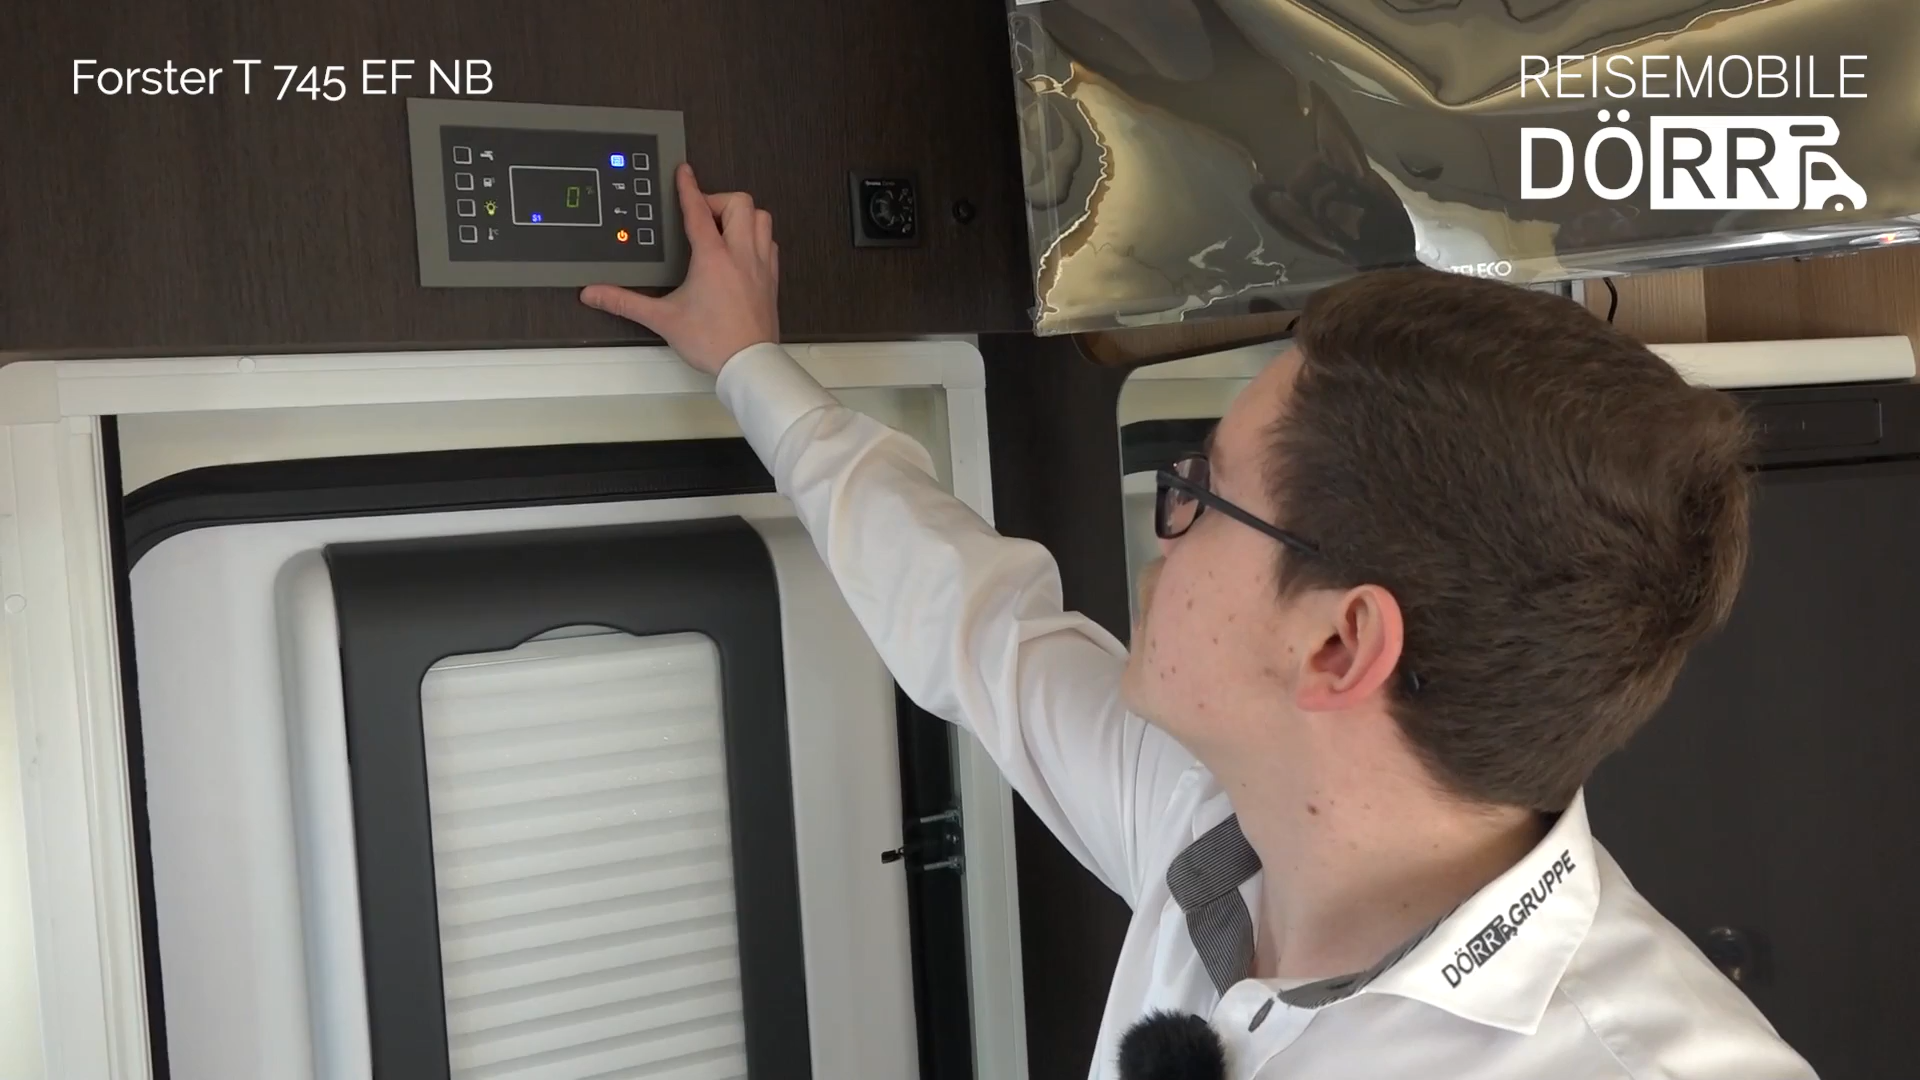 Forster T 745 EF NB
REISEMOBILE
DÖRR
0
S1
TELECO
DÖRR GRUPPE